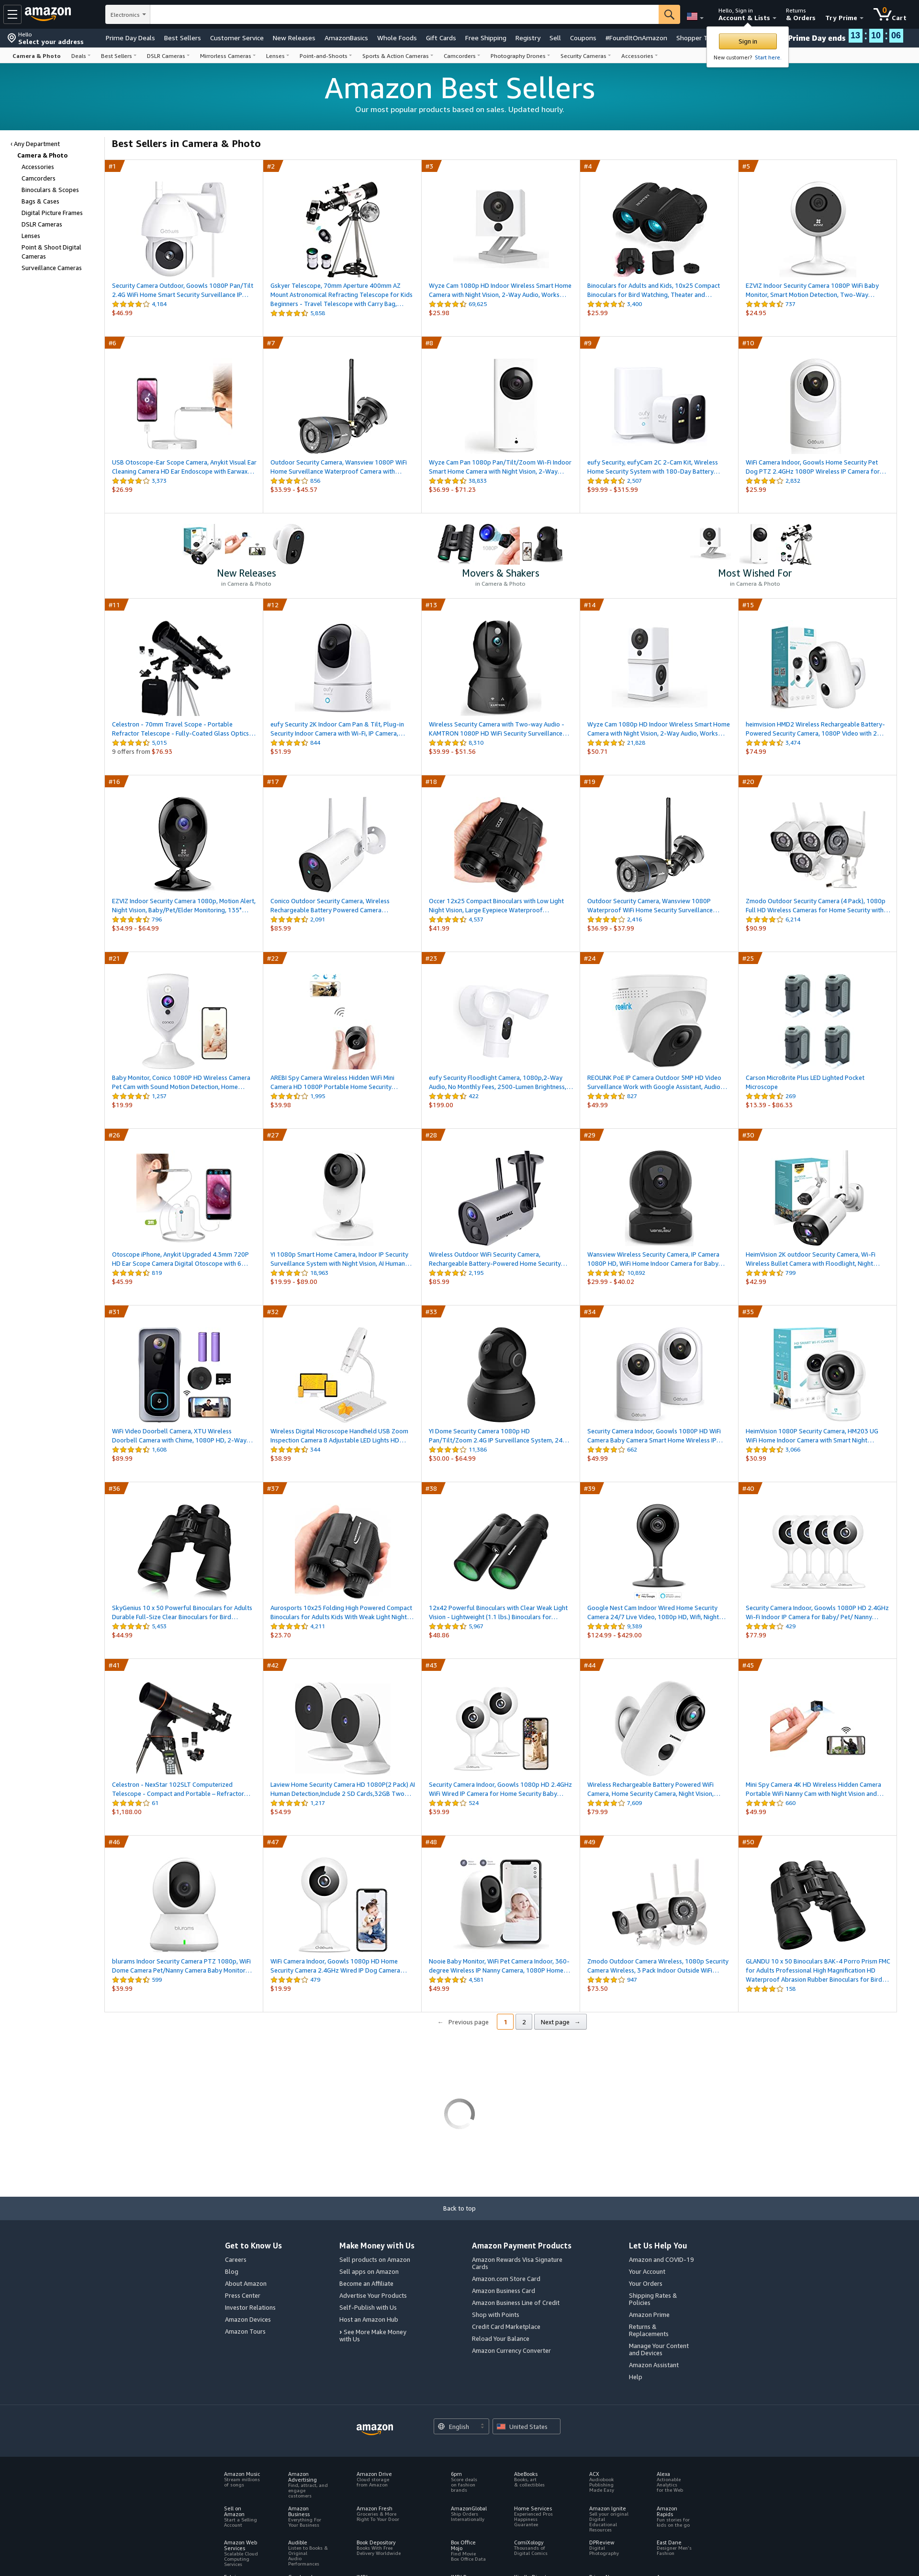 amazon
Electronics
Hello, Sign in
Account & Lists
Returns
& Orders
Try Prime
0
Cart
Hello
Select your address
Prime Day Deals Best Sellers Customer Service New Releases AmazonBasics Whole Foods Gift Cards Free Shipping Registry Sell Coupons #FoundItOnAmazon Shopper T
Prime Day ends 13 : 10 : 06
Sign in
New customer? Start here.
Camera & Photo Deals Best Sellers DSLR Cameras Mirrorless Cameras Lenses Point-and-Shoots Sports & Action Cameras Camcorders Photography Drones Security Cameras Accessories
Amazon Best Sellers
Our most popular products based on sales. Updated hourly.
‹ Any Department
Camera & Photo
Accessories
Camcorders
Binoculars & Scopes
Bags & Cases
Digital Picture Frames
DSLR Cameras
Lenses
Point & Shoot Digital
Cameras
Surveillance Cameras
Best Sellers in Camera & Photo
#1
Security Camera Outdoor, Goowls 1080P Pan/Tilt
2.4G WiFi Home Smart Security Surveillance IP…
4,164
$46.99
#2
Gskyer Telescope, 70mm Aperture 400mm AZ
Mount Astronomical Refracting Telescope for Kids
Beginners - Travel Telescope with Carry Bag,…
5,858
#3
Wyze Cam 1080p HD Indoor Wireless Smart Home
Camera with Night Vision, 2-Way Audio, Works…
69,625
$25.98
#4
Binoculars for Adults and Kids, 10x25 Compact
Binoculars for Bird Watching, Theater and…
5,400
$25.99
#5
EZVIZ Indoor Security Camera 1080P WiFi Baby
Monitor, Smart Motion Detection, Two-Way…
737
$24.95
#6
USB Otoscope-Ear Scope Camera, Anykit Visual Ear
Cleaning Camera HD Ear Endoscope with Earwax…
3,373
$26.99
#7
Outdoor Security Camera, Wansview 1080P WiFi
Home Surveillance Waterproof Camera with…
856
$33.99 - $45.57
#8
Wyze Cam Pan 1080p Pan/Tilt/Zoom Wi-Fi Indoor
Smart Home Camera with Night Vision, 2-Way…
38,833
$36.99 - $71.23
#9
eufy Security, eufyCam 2C 2-Cam Kit, Wireless
Home Security System with 180-Day Battery…
2,507
$99.99 - $315.99
#10
WiFi Camera Indoor, Goowls Home Security Pet
Dog PTZ 2.4GHz 1080P Wireless IP Camera for…
2,832
$25.99
New Releases
in Camera & Photo
Movers & Shakers
in Camera & Photo
Most Wished For
in Camera & Photo
#11
Celestron - 70mm Travel Scope - Portable
Refractor Telescope - Fully-Coated Glass Optics…
5,015
9 offers from $76.93
#12
eufy Security 2K Indoor Cam Pan & Tilt, Plug-in
Security Indoor Camera with Wi-Fi, IP Camera,…
844
$51.99
#13
Wireless Security Camera with Two-way Audio -
KAMTRON 1080P HD WiFi Security Surveillance…
8,310
$39.99 - $51.56
#14
Wyze Cam 1080p HD Indoor Wireless Smart Home
Camera with Night Vision, 2-Way Audio, Works…
21,828
$50.71
#15
heimvision HMD2 Wireless Rechargeable Battery-
Powered Security Camera, 1080P Video with 2…
3,474
$74.99
#16
EZVIZ Indoor Security Camera 1080p, Motion Alert,
Night Vision, Baby/Pet/Elder Monitoring, 135°…
796
$34.99 - $64.99
#17
Conico Outdoor Security Camera, Wireless
Rechargeable Battery Powered Camera…
2,091
$85.99
#18
Occer 12x25 Compact Binoculars with Low Light
Night Vision, Large Eyepiece Waterproof…
4,537
$41.99
#19
Outdoor Security Camera, Wansview 1080P
Waterproof WiFi Home Security Surveillance…
2,416
$36.99 - $37.99
#20
Zmodo Outdoor Security Camera (4 Pack), 1080p
Full HD Wireless Cameras for Home Security with…
6,214
$90.99
#21
Baby Monitor, Conico 1080P HD Wireless Camera
Pet Cam with Sound Motion Detection, Home…
1,257
$19.99
#22
AREBI Spy Camera Wireless Hidden WiFi Mini
Camera HD 1080P Portable Home Security…
1,995
$39.98
#23
eufy Security Floodlight Camera, 1080p,2-Way
Audio, No Monthly Fees, 2500-Lumen Brightness,…
422
$199.00
#24
REOLINK PoE IP Camera Outdoor 5MP HD Video
Surveillance Work with Google Assistant, Audio…
827
$49.99
#25
Carson MicroBrite Plus LED Lighted Pocket
Microscope
269
$13.39 - $86.33
#26
Otoscope iPhone, Anykit Upgraded 4.3mm 720P
HD Ear Scope Camera Digital Otoscope with 6…
819
$45.99
#27
YI 1080p Smart Home Camera, Indoor IP Security
Surveillance System with Night Vision, AI Human…
18,963
$19.99 - $89.00
#28
Wireless Outdoor WiFi Security Camera,
Rechargeable Battery-Powered Home Security…
2,195
$85.99
#29
Wansview Wireless Security Camera, IP Camera
1080P HD, WiFi Home Indoor Camera for Baby…
10,892
$29.99 - $40.02
#30
HeimVision 2K outdoor Security Camera, Wi-Fi
Wireless Bullet Camera with Floodlight, Night…
799
$42.99
#31
WiFi Video Doorbell Camera, XTU Wireless
Doorbell Camera with Chime, 1080P HD, 2-Way…
1,608
$89.99
#32
Wireless Digital Microscope Handheld USB Zoom
Inspection Camera 8 Adjustable LED Lights HD…
344
$38.99
#33
YI Dome Security Camera 1080p HD
Pan/Tilt/Zoom 2.4G IP Surveillance System, 24…
11,386
$30.00 - $64.99
#34
Security Camera Indoor, Goowls 1080P HD WiFi
Camera Baby Camera Smart Home Wireless IP…
662
$49.99
#35
HeimVision 1080P Security Camera, HM203 UG
WiFi Home Indoor Camera with Smart Night…
3,066
$30.99
#36
SkyGenius 10 x 50 Powerful Binoculars for Adults
Durable Full-Size Clear Binoculars for Bird…
5,453
$44.99
#37
Aurosports 10x25 Folding High Powered Compact
Binoculars for Adults Kids With Weak Light Night…
4,211
$23.70
#38
12x42 Powerful Binoculars with Clear Weak Light
Vision - Lightweight (1.1 lbs.) Binoculars for…
5,967
$48.86
#39
Google Nest Cam Indoor Wired Home Security
Camera 24/7 Live Video, 1080p HD, Wifi, Night…
9,389
$124.99 - $429.00
#40
Security Camera Indoor, Goowls 1080P HD 2.4GHz
Wi-Fi Indoor IP Camera for Baby/ Pet/ Nanny…
429
$77.99
#41
Celestron - NexStar 102SLT Computerized
Telescope - Compact and Portable – Refractor…
61
$1,188.00
#42
Laview Home Security Camera HD 1080P(2 Pack) AI
Human Detection,Include 2 SD Cards,32GB Two…
1,217
$54.99
#43
Security Camera Indoor, Goowls 1080p HD 2.4GHz
WiFi Wired IP Camera for Home Security Baby…
524
$39.99
#44
Wireless Rechargeable Battery Powered WiFi
Camera, Home Security Camera, Night Vision,…
7,609
$79.99
#45
Mini Spy Camera 4K HD Wireless Hidden Camera
Portable WiFi Nanny Cam with Night Vision and…
660
$49.99
#46
blurams Indoor Security Camera PTZ 1080p, WiFi
Dome Camera Pet/Nanny Camera Baby Monitor…
599
$39.99
#47
WiFi Camera Indoor, Goowls 1080p HD Home
Security Camera 2.4GHz Wired IP Dog Camera…
479
$19.99
#48
Nooie Baby Monitor, WiFi Pet Camera Indoor, 360-
degree Wireless IP Nanny Camera, 1080P Home…
4,581
$49.99
#49
Zmodo Outdoor Camera Wireless, 1080p Security
Camera Wireless, 3 Pack Indoor Outside WiFi…
947
$73.50
#50
GLANDU 10 x 50 Binoculars BAK-4 Porro Prism FMC
for Adults Professional High Magnification HD
Waterproof Abrasion Rubber Binoculars for Bird…
158
← Previous page 1 2 Next page →
Back to top
Get to Know Us
Careers
Blog
About Amazon
Press Center
Investor Relations
Amazon Devices
Amazon Tours
Make Money with Us
Sell products on Amazon
Sell apps on Amazon
Become an Affiliate
Advertise Your Products
Self-Publish with Us
Host an Amazon Hub
› See More Make Money
with Us
Amazon Payment Products
Amazon Rewards Visa Signature
Cards
Amazon.com Store Card
Amazon Business Card
Amazon Business Line of Credit
Shop with Points
Credit Card Marketplace
Reload Your Balance
Amazon Currency Converter
Let Us Help You
Amazon and COVID-19
Your Account
Your Orders
Shipping Rates &
Policies
Amazon Prime
Returns &
Replacements
Manage Your Content
and Devices
Amazon Assistant
Help
amazon
English
United States
Amazon Music
Stream millions
of songs
Amazon
Advertising
Find, attract, and
engage
customers
Amazon Drive
Cloud storage
from Amazon
6pm
Score deals
on fashion
brands
AbeBooks
Books, art
& collectibles
ACX
Audiobook
Publishing
Made Easy
Alexa
Actionable
Analytics
for the Web
Sell on
Amazon
Start a Selling
Account
Amazon
Business
Everything For
Your Business
Amazon Fresh
Groceries & More
Right To Your Door
AmazonGlobal
Ship Orders
Internationally
Home Services
Experienced Pros
Happiness
Guarantee
Amazon Ignite
Sell your original
Digital
Educational
Resources
Amazon
Rapids
Fun stories for
kids on the go
Amazon Web
Services
Scalable Cloud
Computing
Services
Audible
Listen to Books &
Original
Audio
Performances
Book Depository
Books With Free
Delivery Worldwide
Box Office
Mojo
Find Movie
Box Office Data
ComiXology
Thousands of
Digital Comics
DPReview
Digital
Photography
East Dane
Designer Men's
Fashion